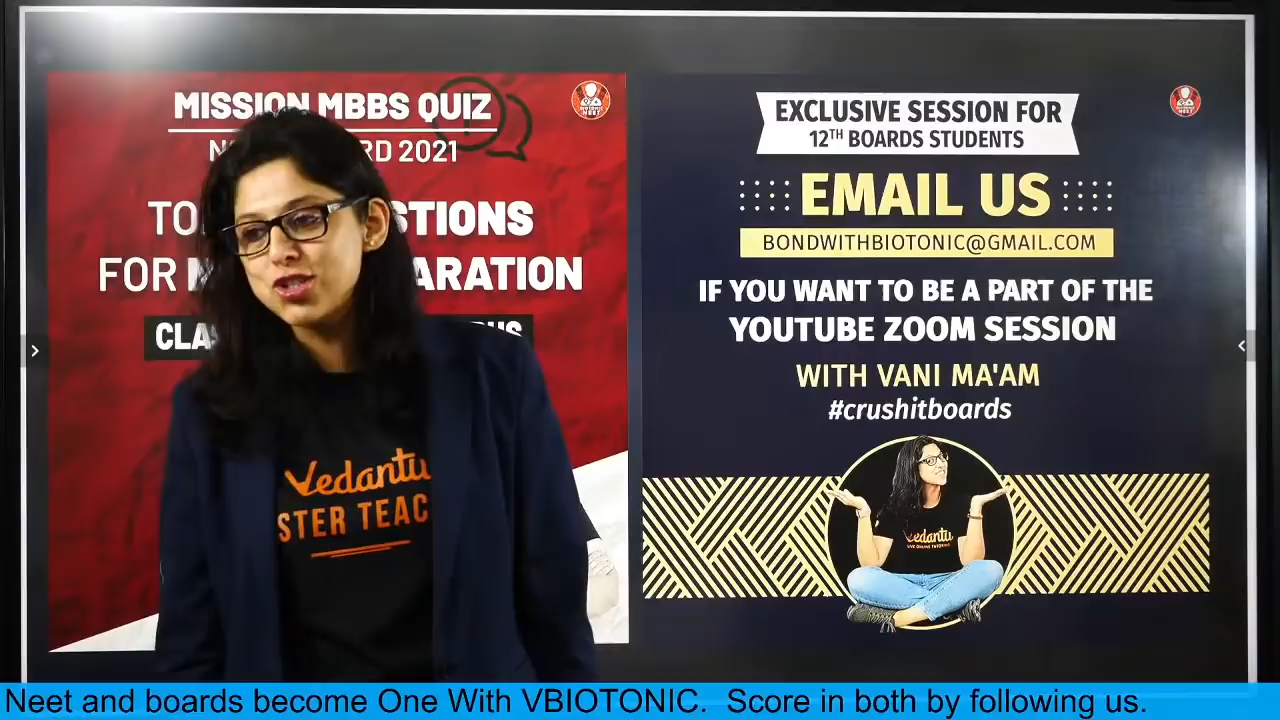 MISSION MBBS QUIZ
RD 2021
STIONS
FOR
ARATION
CLA
EXCLUSIVE SESSION FOR
12TH BOARDS STUDENTS
EMAIL US
BONDWITHBIOTONIC@GMAIL.COM
IF YOU WANT TO BE A PART OF THE
YOUTUBE ZOOM SESSION
WITH VANI MA'AM
#crushitboards
Vedantu
STER TEAC
Vedantu
Neet and boards become One With VBIOTONIC. Score in both by following us.